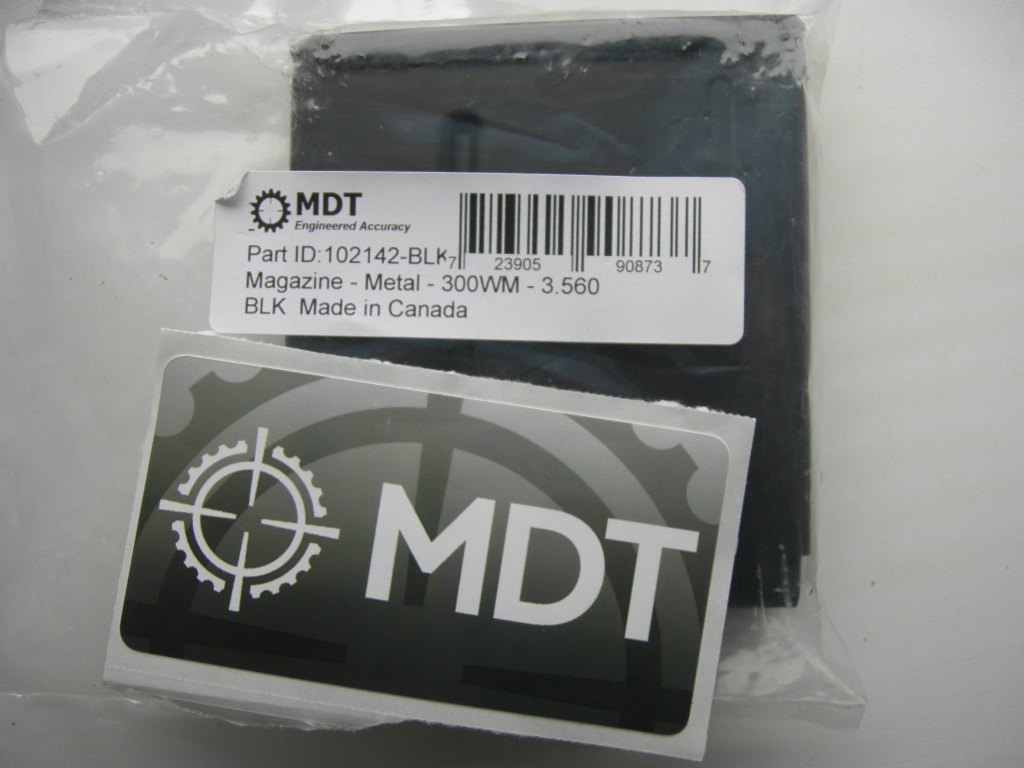 MDT
Engineered Accuracy
Part ID:102142-BLK
7 23905 90873 7
Magazine - Metal - 300WM - 3.560
BLK Made in Canada
MDT